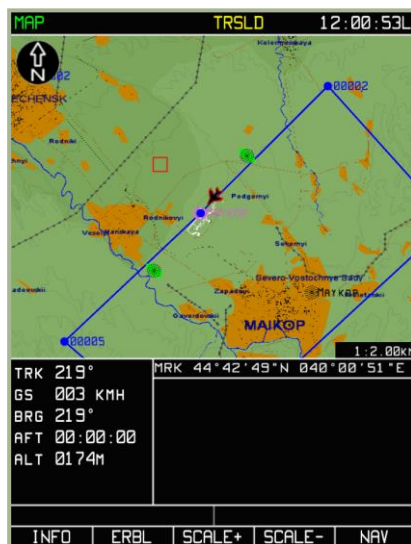 MAP TRSLD 12:00:53L
Kelermesskaya
N
02
00002
ECHENSK
Rodniki
Podgornyi
Rodnikovyi
Severo-Vostochnye Sady
MAYKOP
Zapadnyi
Gaverdovskii
MAIKOP
00005
1:2.00km
TRK 219°
MRK 44°42'49"N 040°00'51"E
GS 003 KMH
BRG 219°
AFT 00:00:00
ALT 0174M
INFO ERBL SCALE+ SCALE- NAV